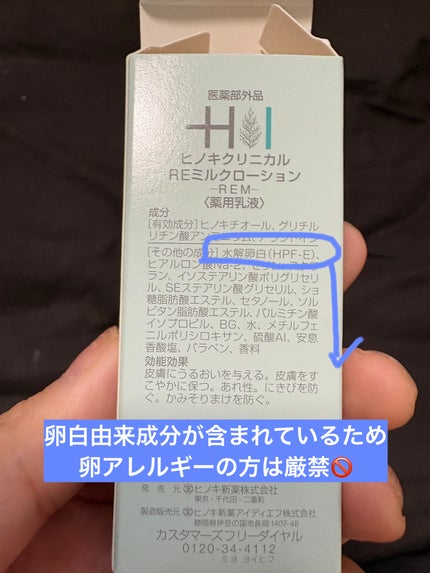 医薬部外品
HI
ヒノキクリニカル
REミルクローション
-REM-
〈薬用乳液〉
成分
[有効成分]ヒノキチオール、グリチル
リチン酸アンモニウム、アラントイン
[その他の成分]水解卵白(HPF-E)、
ヒアルロン酸Na-2、
ラン、イソステアリン酸ポリグリセリ
ル、SEステアリン酸グリセリル、ショ
糖脂肪酸エステル、セタノール、ソル
ビタン脂肪酸エステル、パルミチン酸
イソプロピル、BG、水、メチルフェ
ニルポリシロキサン、硫酸Al、安息
香酸塩、パラベン、香料
効能効果
皮膚にうるおいを与える。皮膚をす
こやかに保つ。あれ性。にきびを防
ぐ。かみそりまけを防ぐ。
卵白由来成分が含まれているため
卵アレルギーの方は厳禁🚫
発売元 ヒノキ新薬株式会社
東京・千代田・二番町
製造販売元 ヒノキ新薬アイディエフ株式会社
静岡県伊豆の国市長岡1407-48
カスタマーズフリーダイヤル
0120-34-4112
ミヨ ヨイヒフ